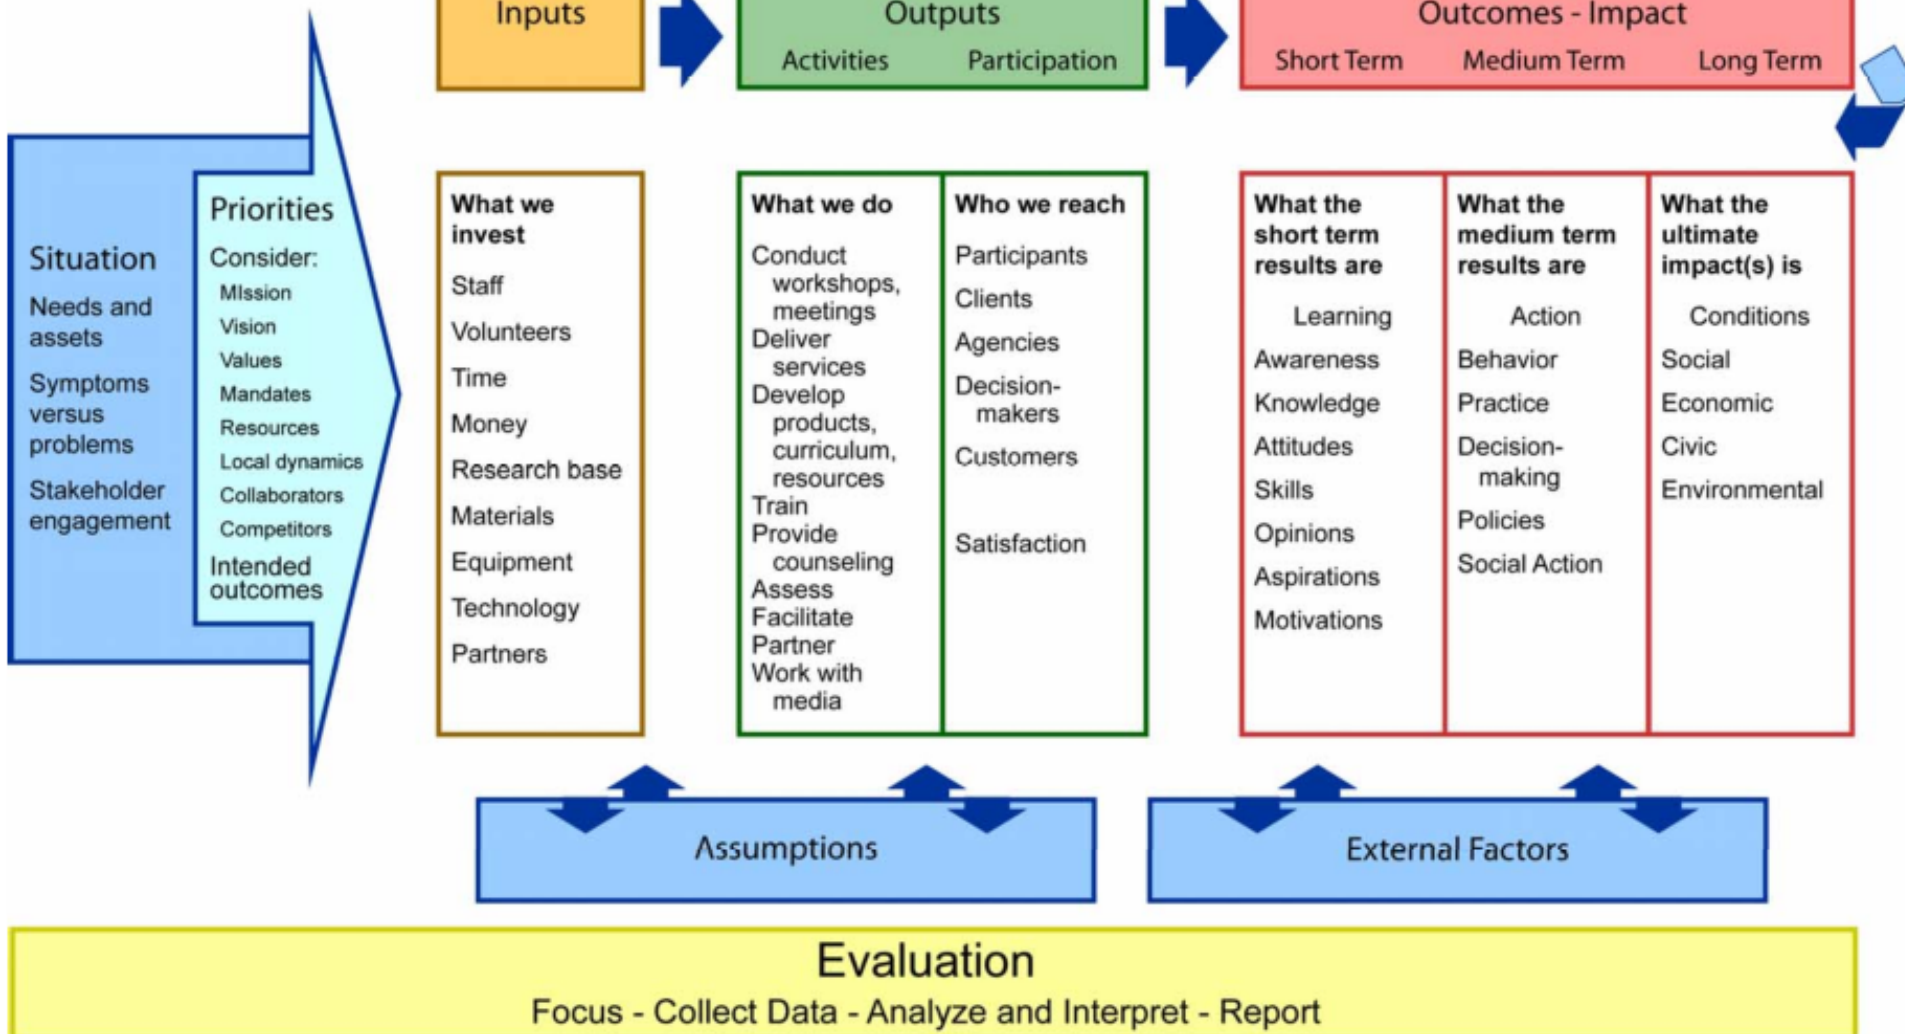 Inputs
Outputs
Activities
Participation
Outcomes - Impact
Short Term
Medium Term
Long Term
Situation
Needs and
assets
Symptoms
versus
problems
Stakeholder
engagement
Priorities
Consider:
MIssion
Vision
Values
Mandates
Resources
Local dynamics
Collaborators
Competitors
Intended
outcomes
What we
invest
Staff
Volunteers
Time
Money
Research base
Materials
Equipment
Technology
Partners
What we do
Conduct
workshops,
meetings
Deliver
services
Develop
products,
curriculum,
resources
Train
Provide
counseling
Assess
Facilitate
Partner
Work with
media
Who we reach
Participants
Clients
Agencies
Decision-
makers
Customers
Satisfaction
What the
short term
results are
Learning
Awareness
Knowledge
Attitudes
Skills
Opinions
Aspirations
Motivations
What the
medium term
results are
Action
Behavior
Practice
Decision-
making
Policies
Social Action
What the
ultimate
impact(s) is
Conditions
Social
Economic
Civic
Environmental
Assumptions
External Factors
Evaluation
Focus - Collect Data - Analyze and Interpret - Report